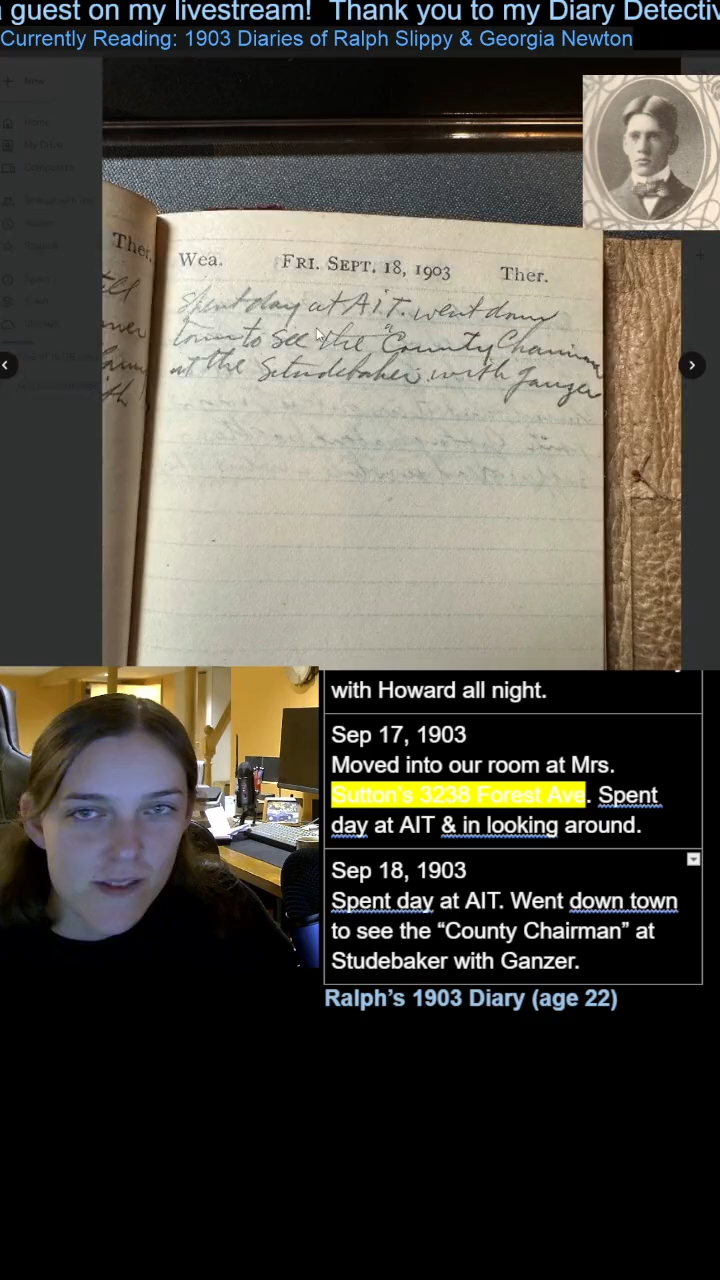 guest on my livestream! Thank you to my Diary Detectiv
Currently Reading: 1903 Diaries of Ralph Slippy & Georgia Newton
Ther.
Wea. FRI. SEPT. 18, 1903 Ther.
Spent day at A.I.T. went down
town to see the "County Chairman
at the Setudebaker with Ganzer
with Howard all night.
Sep 17, 1903
Moved into our room at Mrs.
Sutton's 3238 Forest Ave. Spent
day at AIT & in looking around.
Sep 18, 1903
Spent day at AIT. Went down town
to see the “County Chairman” at
Studebaker with Ganzer.
Ralph’s 1903 Diary (age 22)